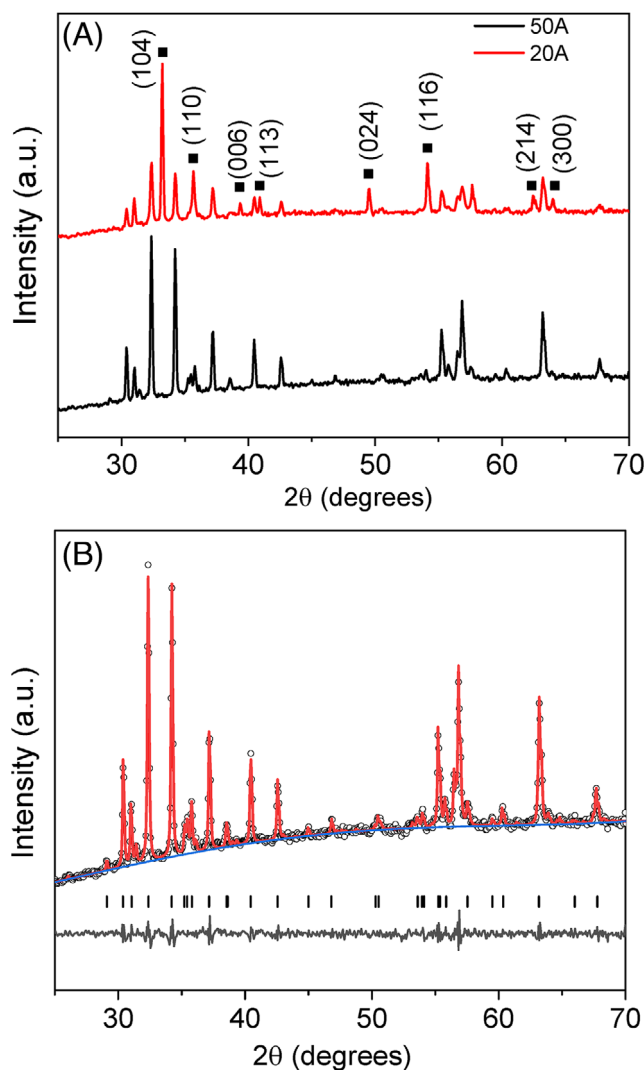 (A)
50A
20A
(104)
(110)
(006)
(113)
(024)
(116)
(214)
(300)
Intensity (a.u.)
30 40 50 60 70
2θ (degrees)
(B)
Intensity (a.u.)
30 40 50 60 70
2θ (degrees)